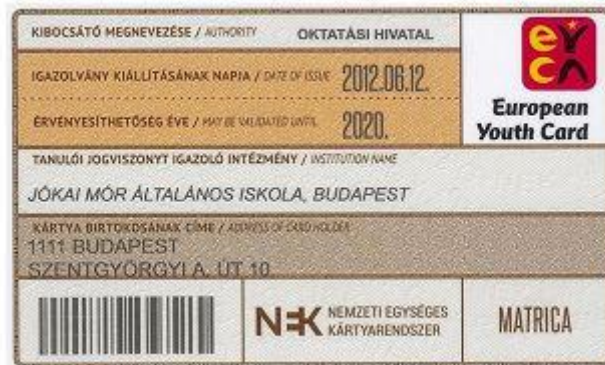 KIBOCSÁTÓ MEGNEVEZÉSE / AUTHORITY OKTATÁSI HIVATAL
IGAZOLVÁNY KIÁLLÍTÁSÁNAK NAPJA / DATE OF ISSUE 2012.06.12.
ÉRVÉNYESÍTHETŐSÉG ÉVE / MAY BE VALIDATED UNTIL 2020.
eyca
European
Youth Card
TANULÓI JOGVISZONYT IGAZOLÓ INTÉZMÉNY / INSTITUTION NAME
JÓKAI MÓR ÁLTALÁNOS ISKOLA, BUDAPEST
KÁRTYA BIRTOKOSÁNAK CÍME / ADDRESS OF CARD HOLDER
1111 BUDAPEST
SZENTGYÖRGYI A. ÚT 10
NEK NEMZETI EGYSÉGES
KÁRTYARENDSZER
MATRICA